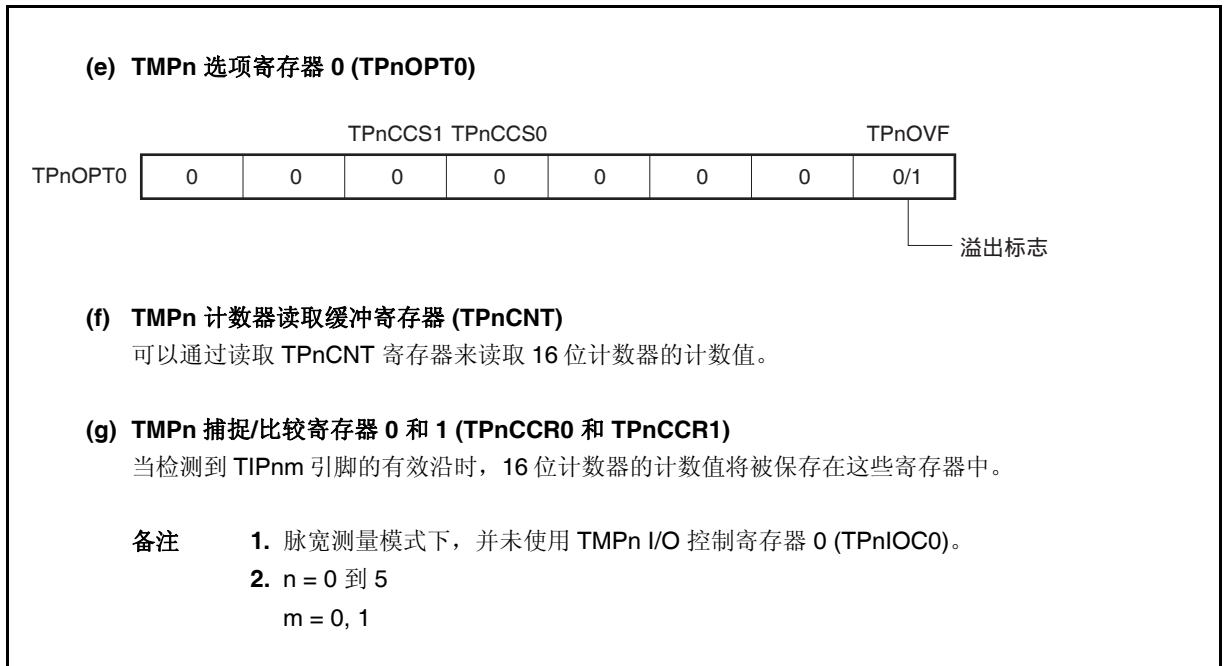 (e) TMPn 选项寄存器 0 (TPnOPT0)
TPnCCS1 TPnCCS0 TPnOVF
TPnOPT0 0 0 0 0 0 0 0 0/1
溢出标志
(f) TMPn 计数器读取缓冲寄存器 (TPnCNT)
可以通过读取 TPnCNT 寄存器来读取 16 位计数器的计数值。
(g) TMPn 捕捉/比较寄存器 0 和 1 (TPnCCR0 和 TPnCCR1)
当检测到 TIPnm 引脚的有效沿时，16 位计数器的计数值将被保存在这些寄存器中。
备注 1. 脉宽测量模式下，并未使用 TMPn I/O 控制寄存器 0 (TPnIOC0)。
2. n = 0 到 5
m = 0, 1